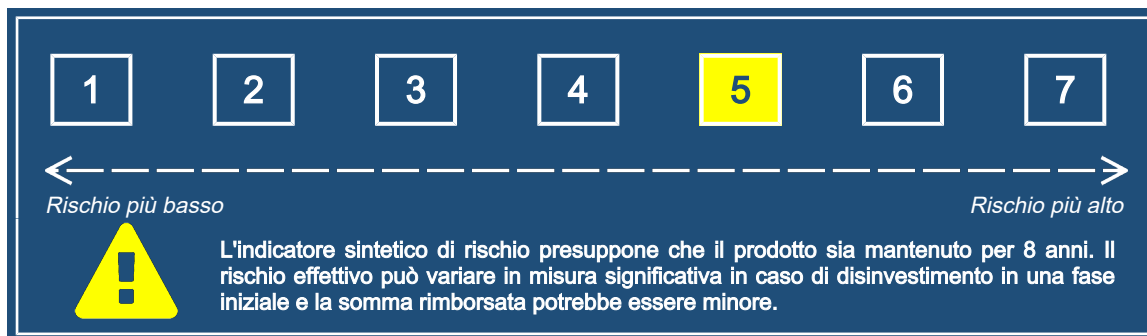 1 2 3 4 5 6 7
Rischio più basso Rischio più alto
L'indicatore sintetico di rischio presuppone che il prodotto sia mantenuto per 8 anni. Il
rischio effettivo può variare in misura significativa in caso di disinvestimento in una fase
iniziale e la somma rimborsata potrebbe essere minore.